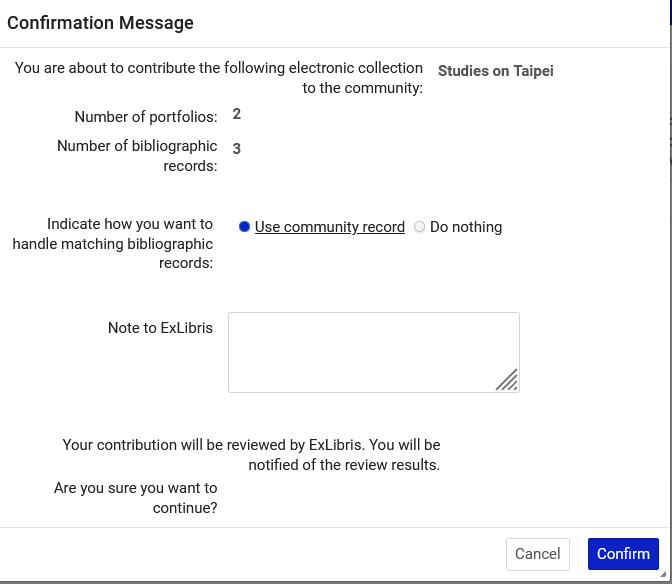 Confirmation Message
You are about to contribute the following electronic collection
to the community:
Studies on Taipei
Number of portfolios: 2
Number of bibliographic
records:
3
Indicate how you want to
handle matching bibliographic
records:
Use community record Do nothing
Note to ExLibris
Your contribution will be reviewed by ExLibris. You will be
notified of the review results.
Are you sure you want to
continue?
Cancel Confirm